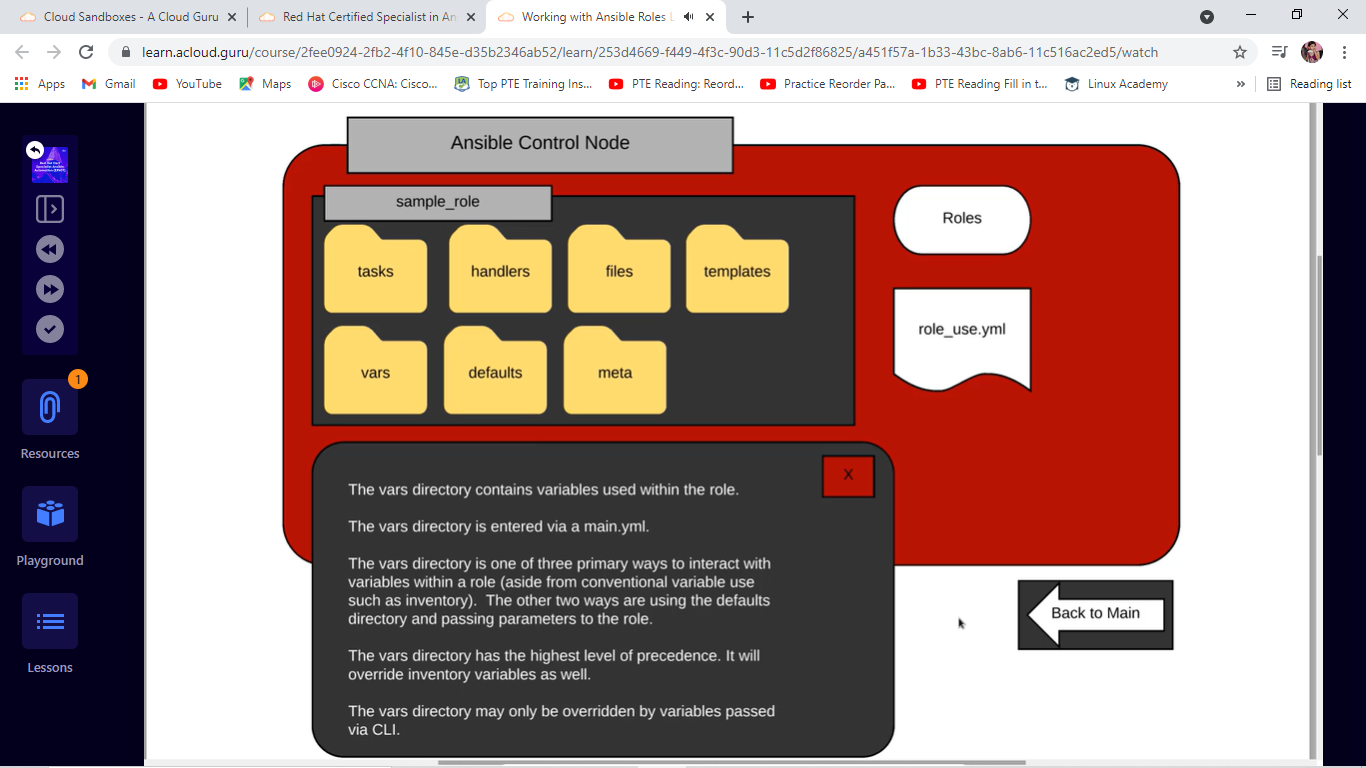 Cloud Sandboxes - A Cloud Guru
Red Hat Certified Specialist in An
Working with Ansible Roles L
learn.acloud.guru/course/2fee0924-2fb2-4f10-845e-d35b2346ab52/learn/253d4669-f449-4f3c-90d3-11c5d2f86825/a451f57a-1b33-43bc-8ab6-11c516ac2ed5/watch
Apps
Gmail
YouTube
Maps
Cisco CCNA: Cisco...
Top PTE Training Ins...
PTE Reading: Reord...
Practice Reorder Pa...
PTE Reading Fill in t...
Linux Academy
»
Reading list
1
Resources
Playground
Lessons
Ansible Control Node
sample_role
tasks
handlers
files
templates
vars
defaults
meta
Roles
role_use.yml
X
The vars directory contains variables used within the role.
The vars directory is entered via a main.yml.
The vars directory is one of three primary ways to interact with
variables within a role (aside from conventional variable use
such as inventory). The other two ways are using the defaults
directory and passing parameters to the role.
The vars directory has the highest level of precedence. It will
override inventory variables as well.
The vars directory may only be overridden by variables passed
via CLI.
Back to Main